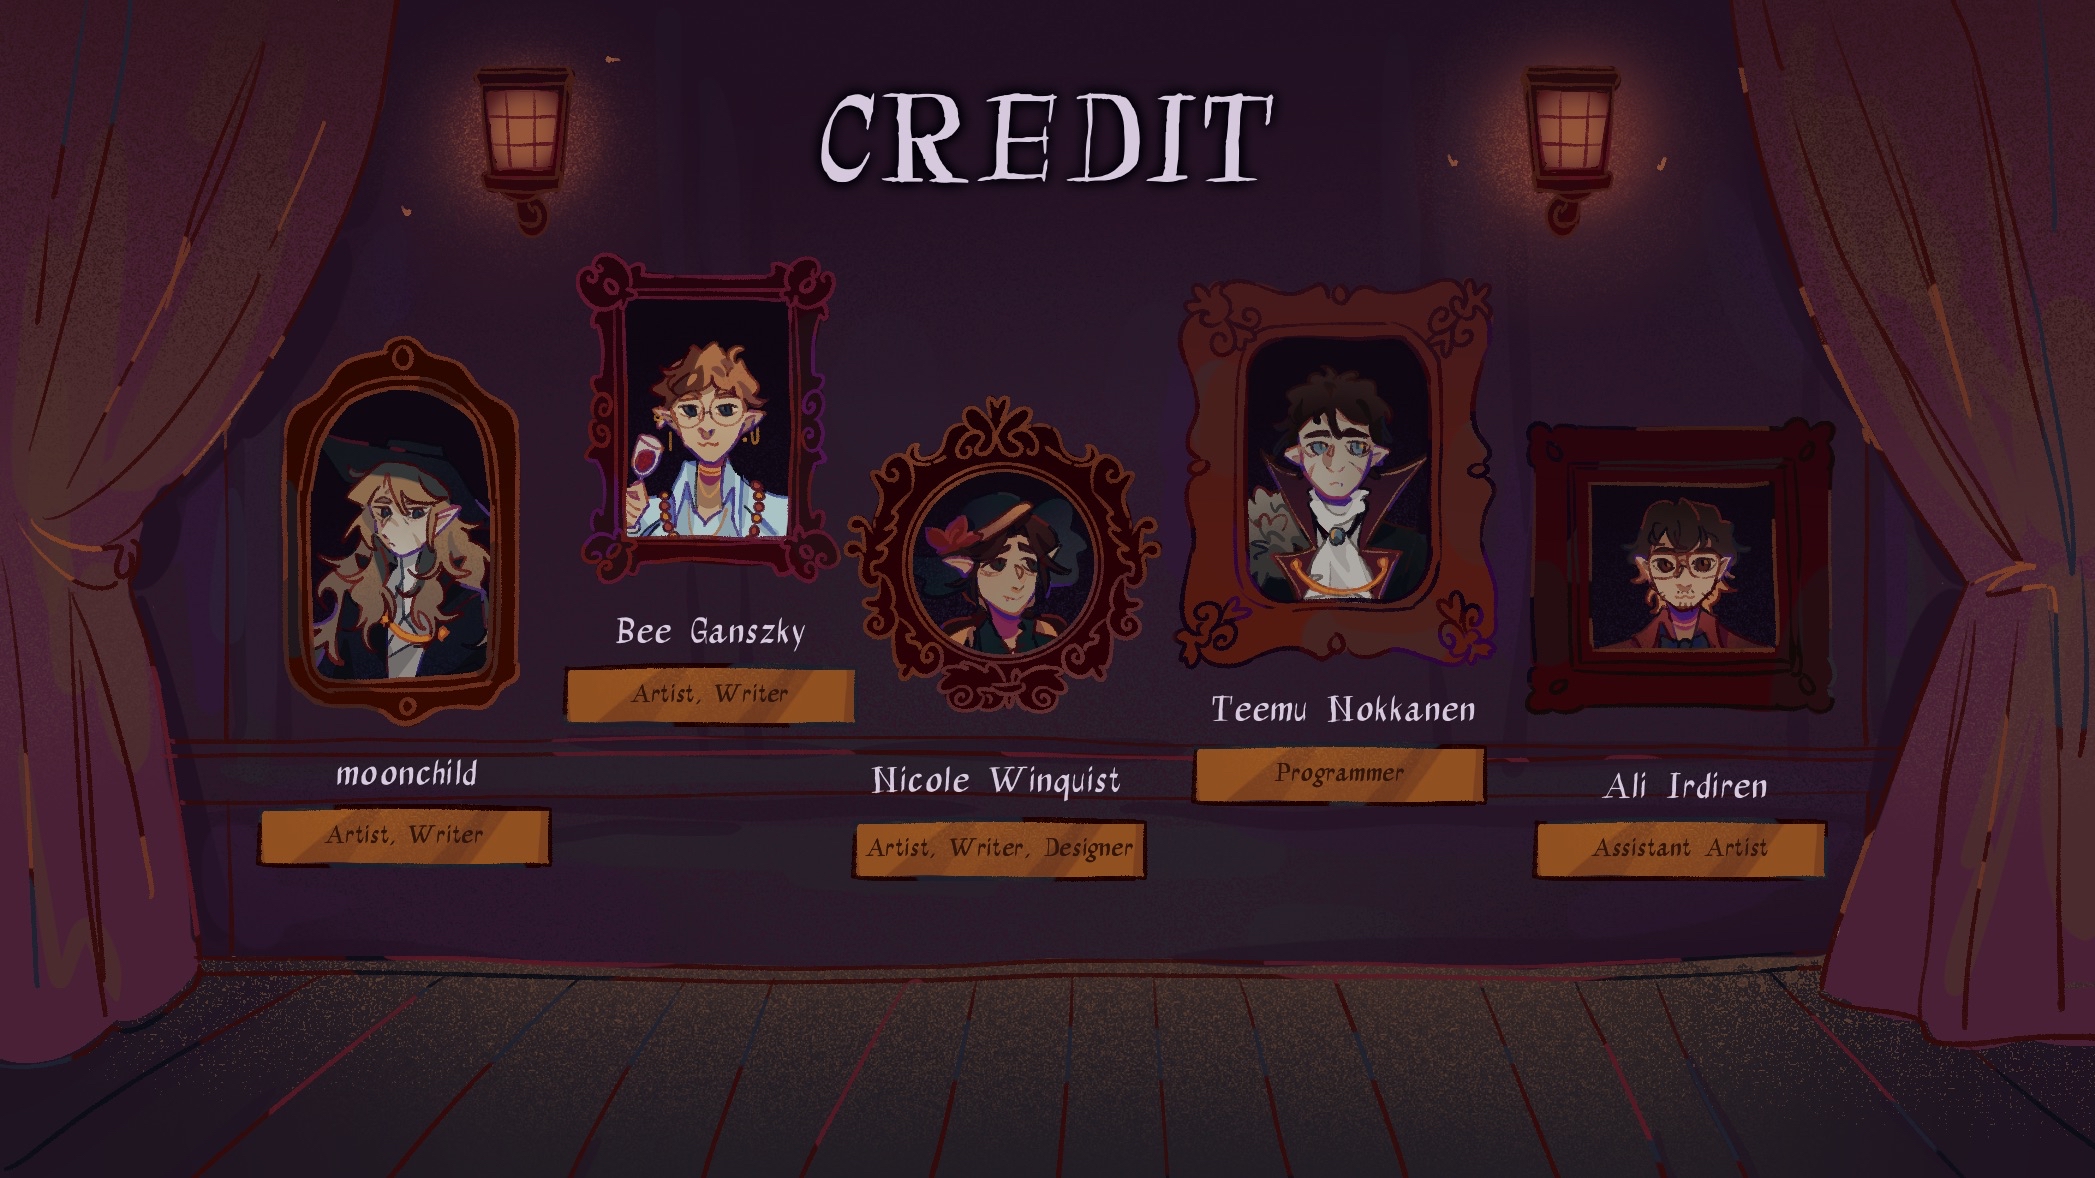 CREDIT
moonchild
Artist, Writer
Bee Ganszky
Artist, Writer
Nicole Winquist
Artist, Writer, Designer
Teemu Nokkanen
Programmer
Ali Irdiren
Assistant Artist